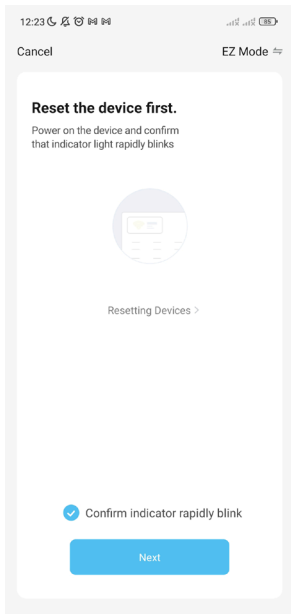 12:23
85
Cancel
EZ Mode
Reset the device first.
Power on the device and confirm
that indicator light rapidly blinks
Resetting Devices >
Confirm indicator rapidly blink
Next